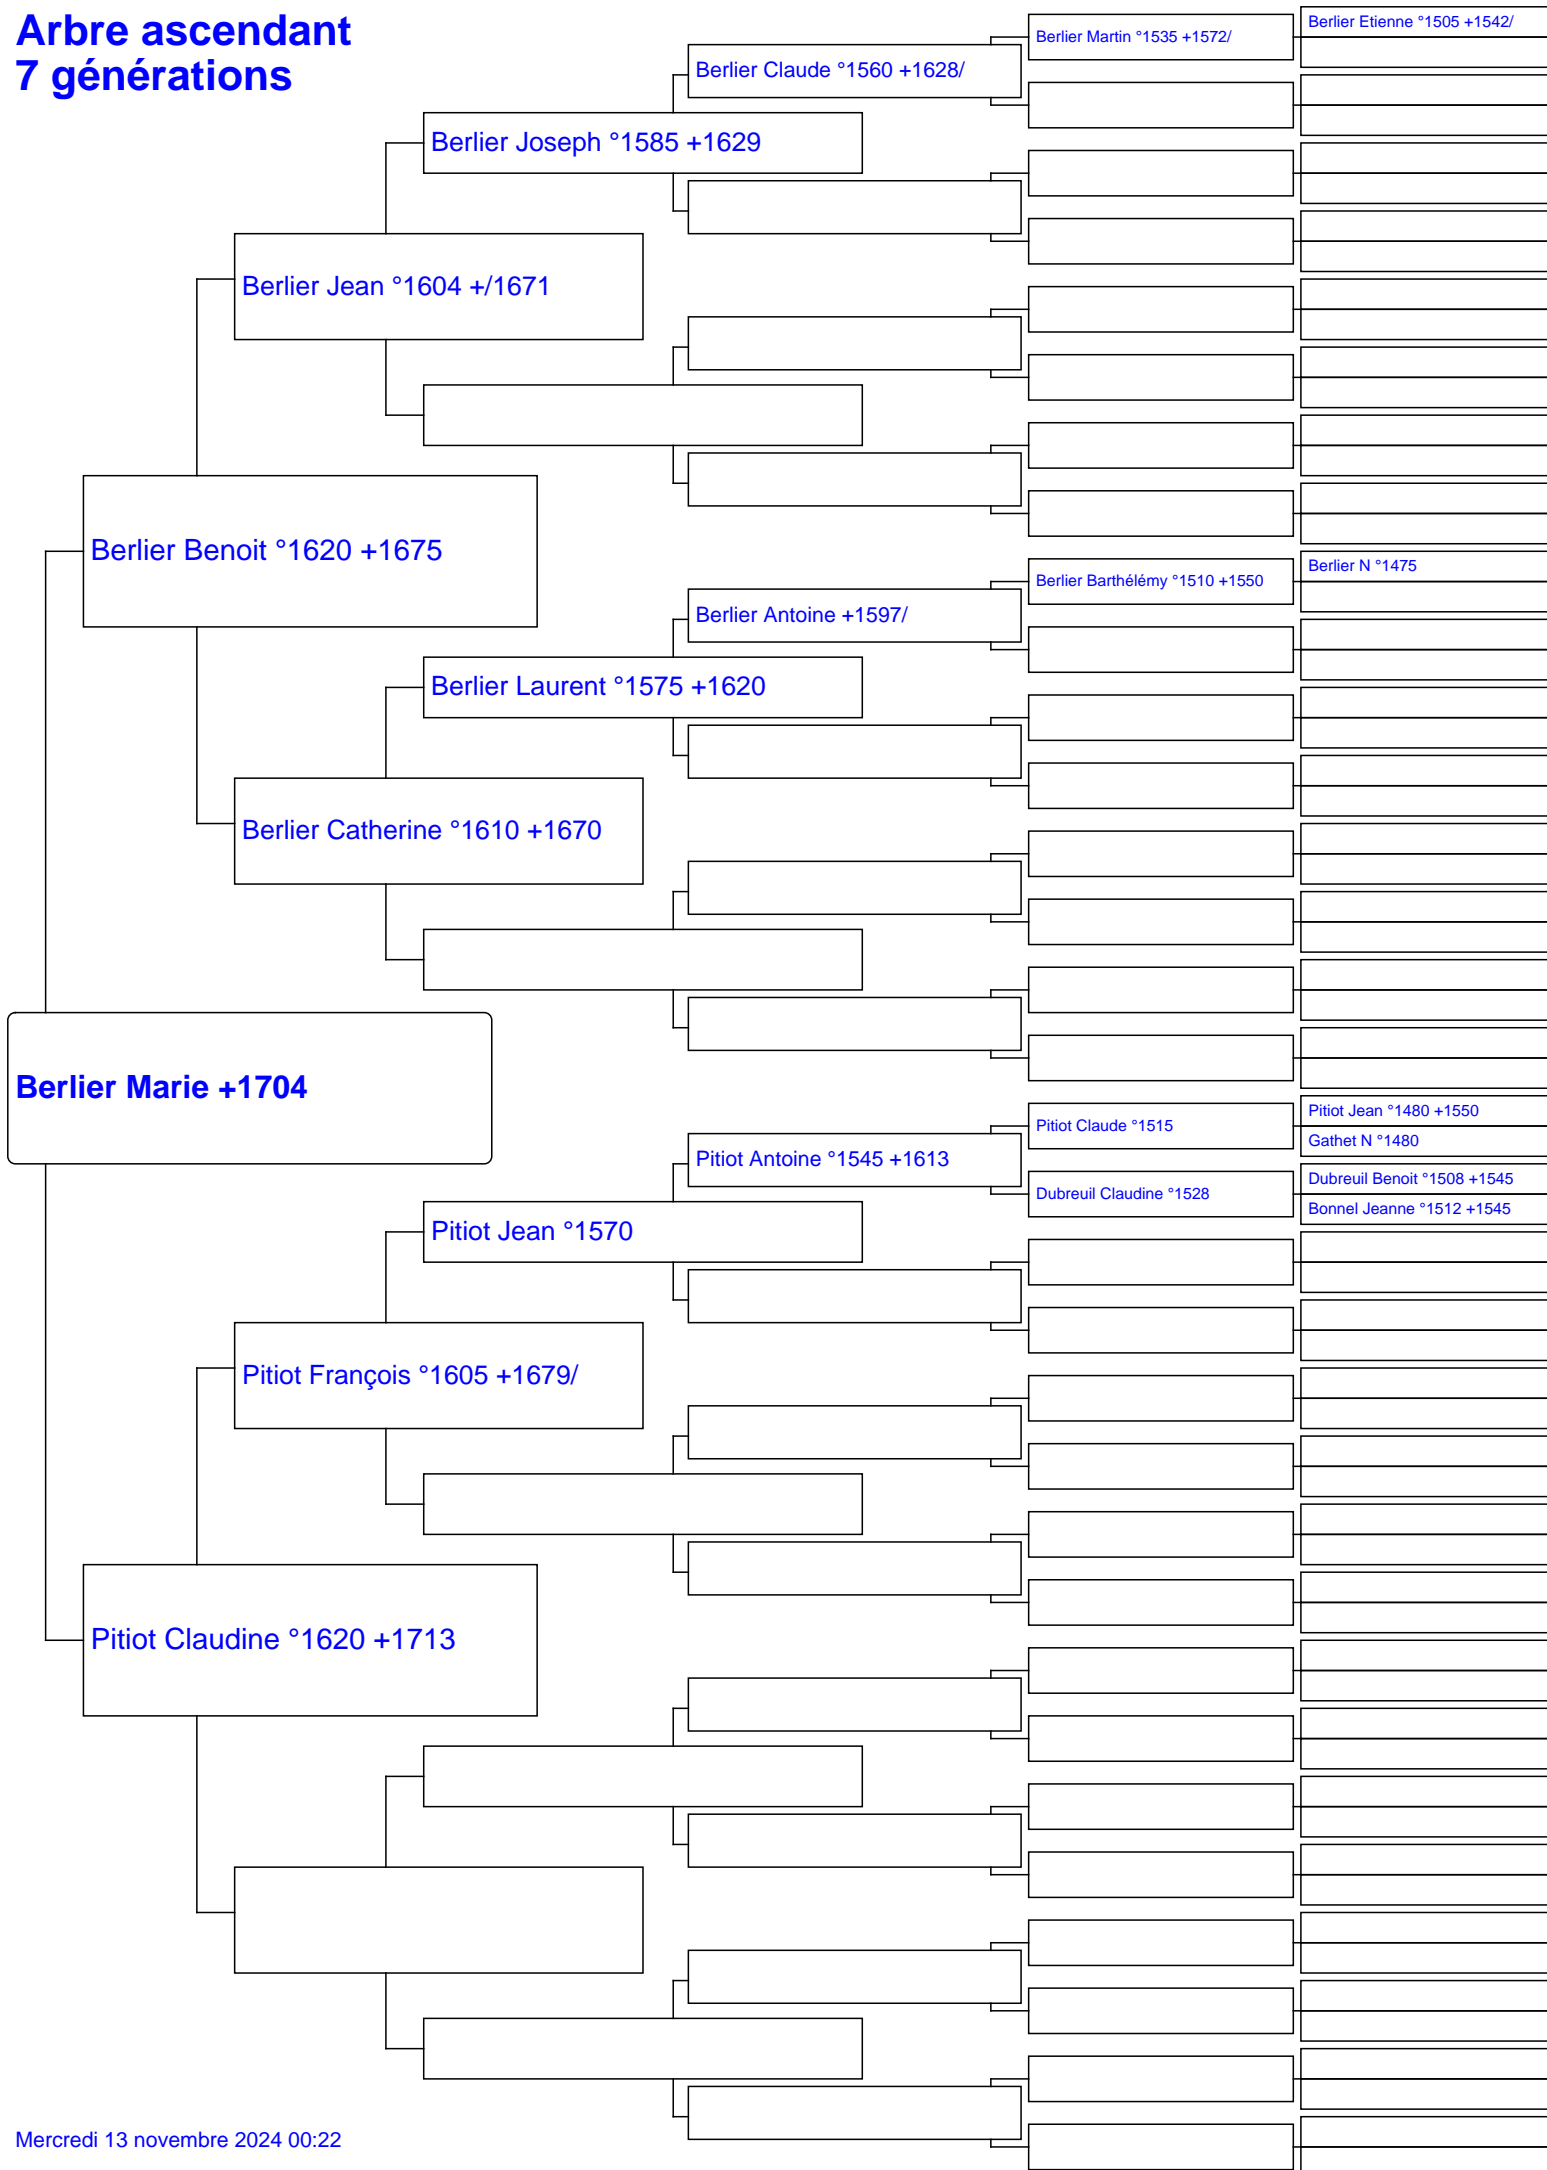 Arbre ascendant
7 générations
Berlier Etienne °1505 +1542/
Berlier Martin °1535 +1572/
Berlier Claude °1560 +1628/
Berlier Joseph °1585 +1629
Berlier Jean °1604 +/1671
Berlier Benoit °1620 +1675
Berlier N °1475
Berlier Barthélémy °1510 +1550
Berlier Antoine +1597/
Berlier Laurent °1575 +1620
Berlier Catherine °1610 +1670
Berlier Marie +1704
Pitiot Jean °1480 +1550
Pitiot Claude °1515
Gathet N °1480
Pitiot Antoine °1545 +1613
Dubreuil Benoit °1508 +1545
Dubreuil Claudine °1528
Bonnel Jeanne °1512 +1545
Pitiot Jean °1570
Pitiot François °1605 +1679/
Pitiot Claudine °1620 +1713
Mercredi 13 novembre 2024 00:22